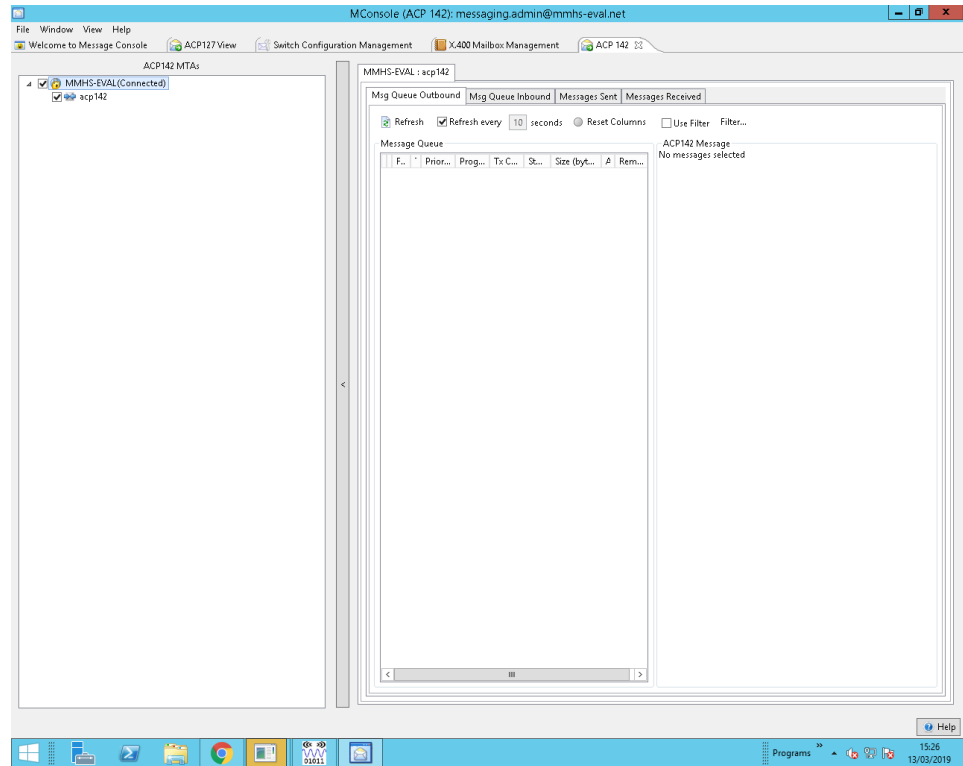 MConsole (ACP 142): messaging.admin@mmhs-eval.net
File Window View Help
Welcome to Message Console ACP127 View Switch Configuration Management X.400 Mailbox Management ACP 142
ACP142 MTAs
MMHS-EVAL(Connected)
acp142
<
MMHS-EVAL : acp142
Msg Queue Outbound Msg Queue Inbound Messages Sent Messages Received
Refresh Refresh every 10 seconds Reset Columns Use Filter Filter...
Message Queue
F... Prior... Prog... Tx C... St... Size (byt... A Rem...
ACP142 Message
No messages selected
Help
01011
Programs
15:26
13/03/2019